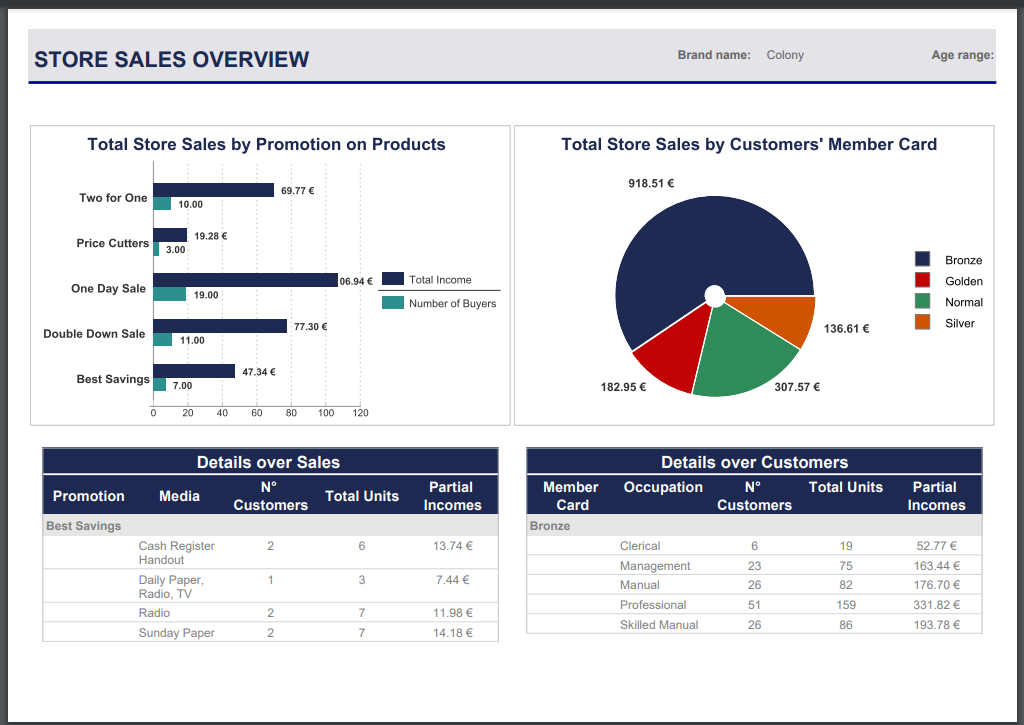 STORE SALES OVERVIEW
Brand name: Colony
Age range:
Total Store Sales by Promotion on Products
Two for One 69.77 €
10.00
Price Cutters 19.28 €
3.00
One Day Sale 06.94 €
19.00
Double Down Sale 77.30 €
11.00
Best Savings 47.34 €
7.00
0 20 40 60 80 100 120
Total Income
Number of Buyers
Total Store Sales by Customers' Member Card
918.51 €
136.61 €
182.95 €
307.57 €
Bronze
Golden
Normal
Silver
Details over Sales
Promotion Media N° Customers Total Units Partial Incomes
Best Savings
Cash Register Handout 2 6 13.74 €
Daily Paper, Radio, TV 1 3 7.44 €
Radio 2 7 11.98 €
Sunday Paper 2 7 14.18 €
Details over Customers
Member Card Occupation N° Customers Total Units Partial Incomes
Bronze
Clerical 6 19 52.77 €
Management 23 75 163.44 €
Manual 26 82 176.70 €
Professional 51 159 331.82 €
Skilled Manual 26 86 193.78 €